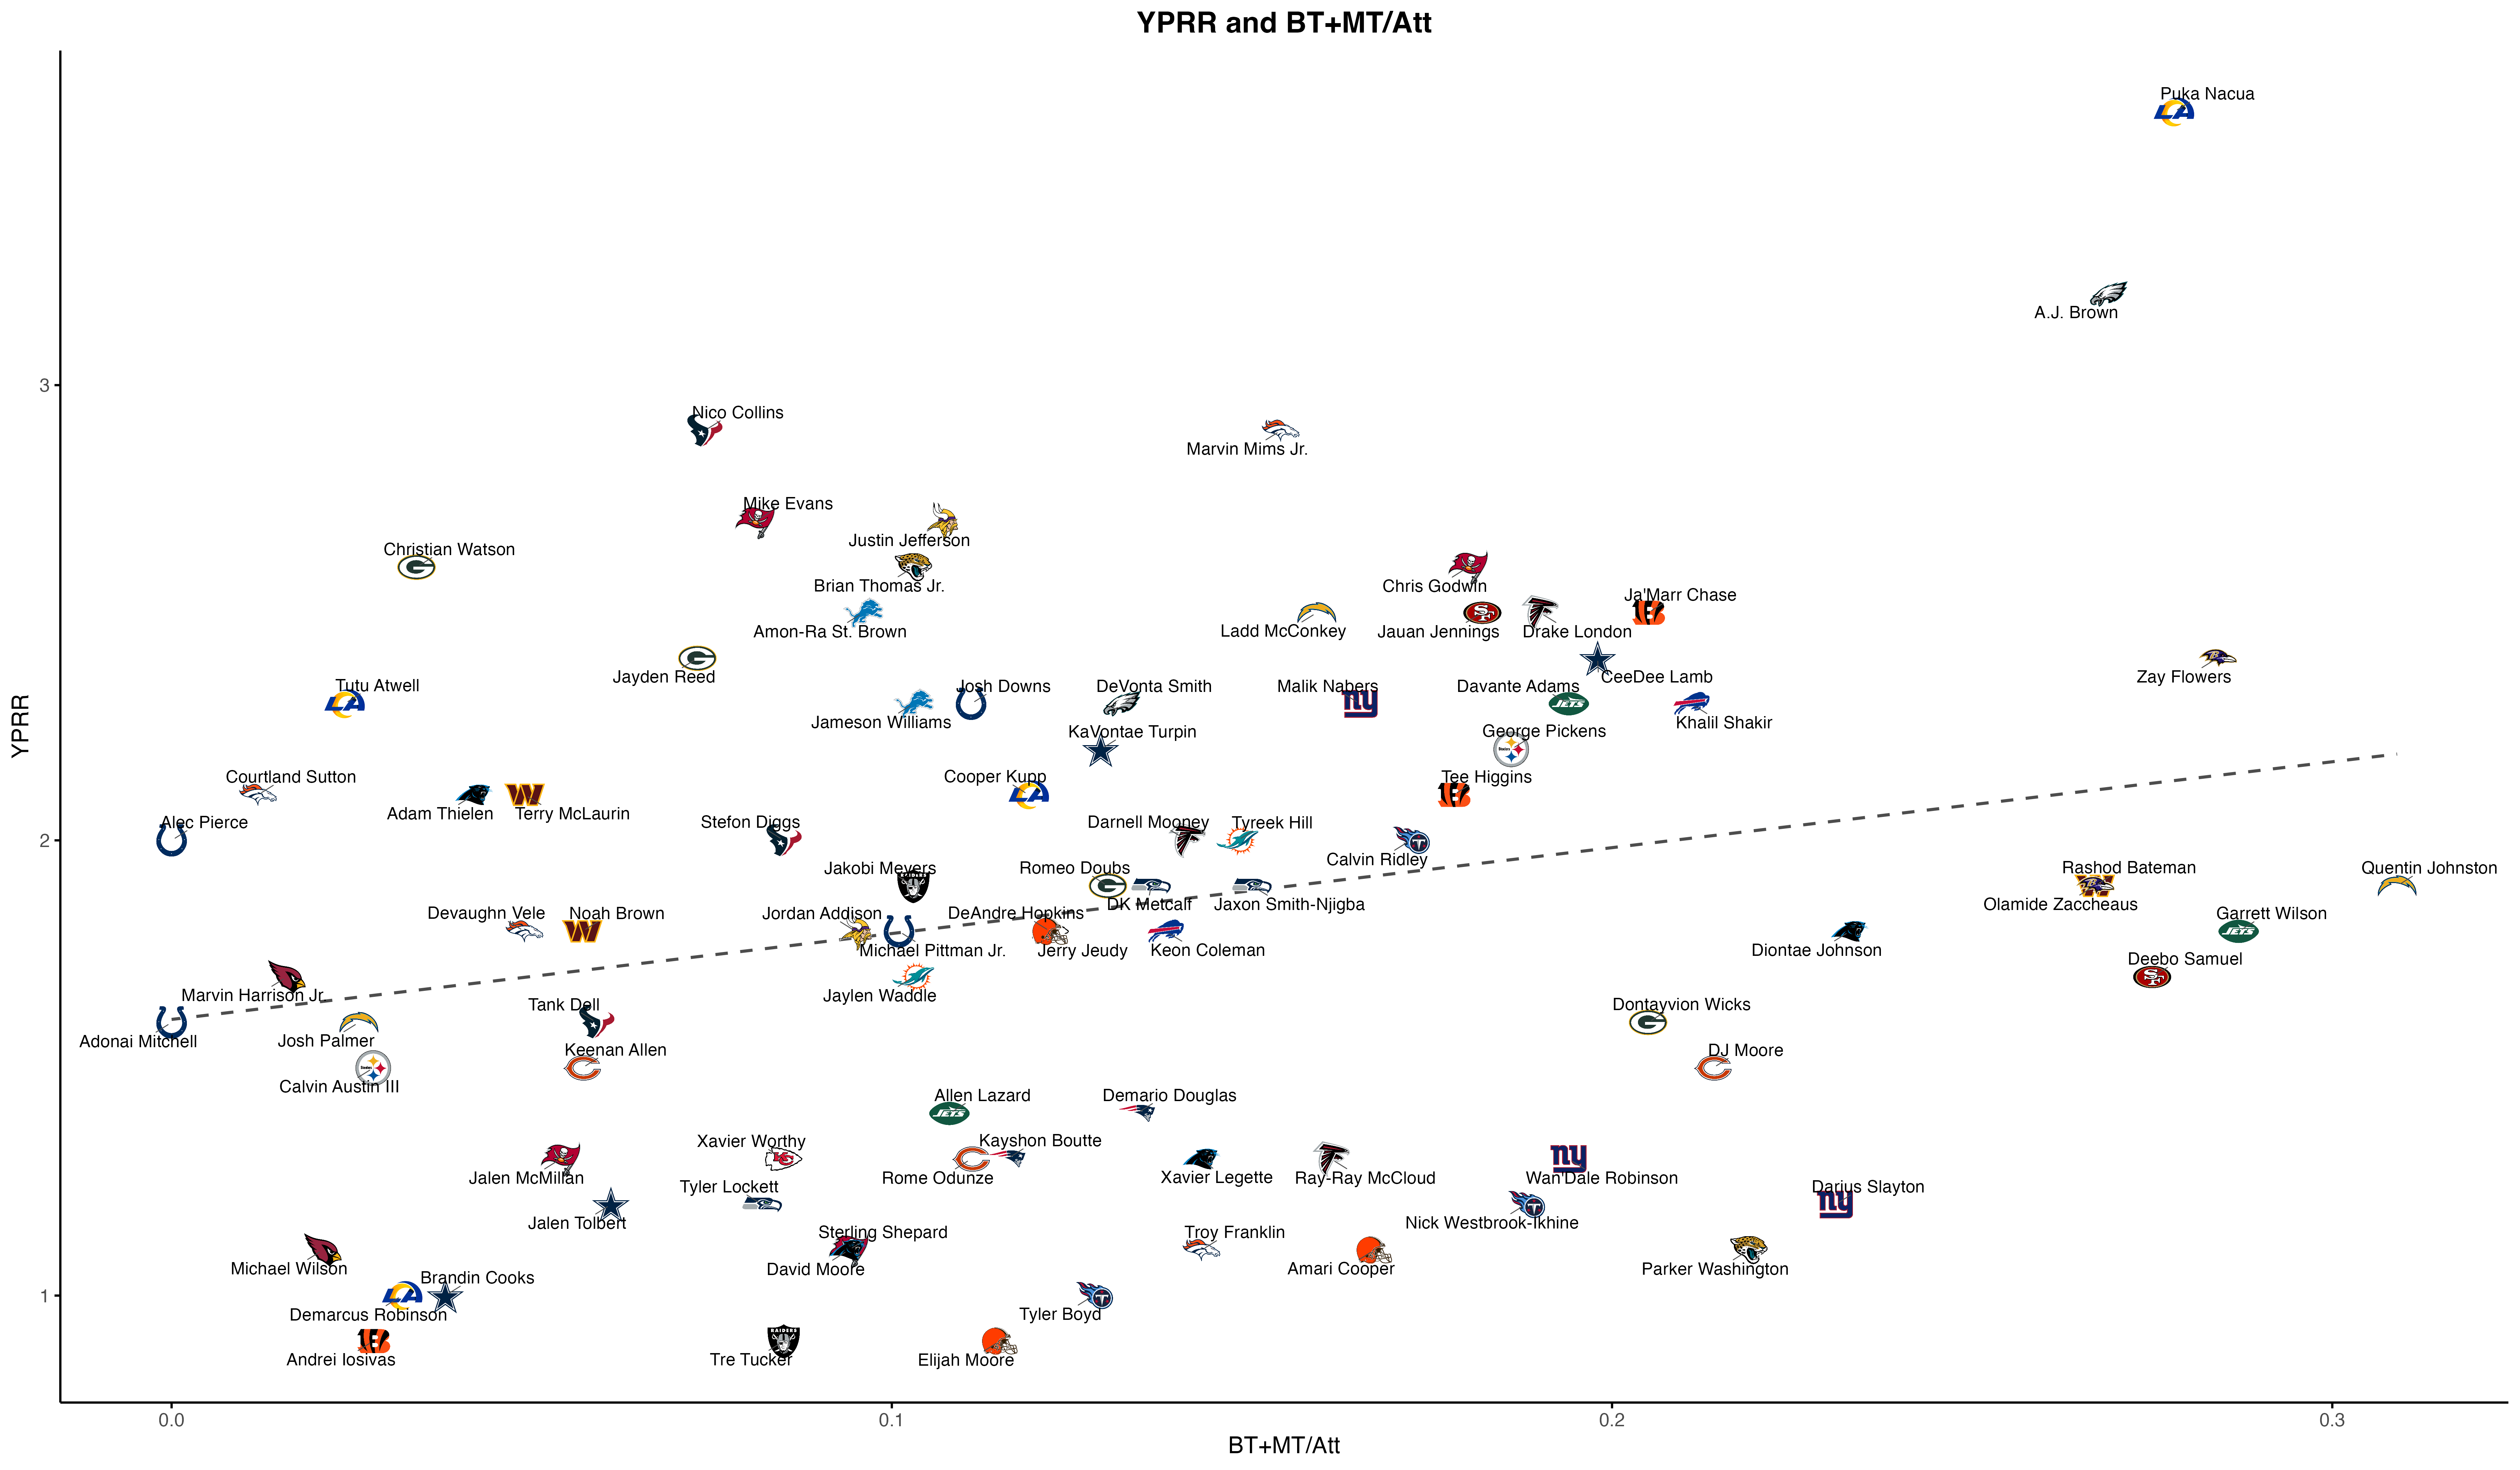 YPRR and BT+MT/Att
Puka Nacua
A.J. Brown
3
Nico Collins
Marvin Mims Jr.
Mike Evans
Justin Jefferson
Christian Watson
Brian Thomas Jr.
Chris Godwin
Ja'Marr Chase
Amon-Ra St. Brown
Ladd McConkey
Jauan Jennings
Drake London
Jayden Reed
CeeDee Lamb
Zay Flowers
Tutu Atwell
Josh Downs
DeVonta Smith
Malik Nabers
Davante Adams
Jameson Williams
Khalil Shakir
KaVontae Turpin
George Pickens
YPRR
Courtland Sutton
Cooper Kupp
Tee Higgins
Adam Thielen
Terry McLaurin
Alec Pierce
Stefon Diggs
Darnell Mooney
Tyreek Hill
2
Calvin Ridley
Jakobi Meyers
Romeo Doubs
Rashod Bateman
Quentin Johnston
DK Metcalf
Jaxon Smith-Njigba
Olamide Zaccheaus
Devaughn Vele
Noah Brown
Jordan Addison
DeAndre Hopkins
Garrett Wilson
Michael Pittman Jr.
Jerry Jeudy
Keon Coleman
Diontae Johnson
Deebo Samuel
Marvin Harrison Jr.
Jaylen Waddle
Tank Dell
Dontayvion Wicks
Adonai Mitchell
Josh Palmer
Keenan Allen
DJ Moore
Calvin Austin III
Allen Lazard
Demario Douglas
Xavier Worthy
Kayshon Boutte
Jalen McMillan
Rome Odunze
Xavier Legette
Ray-Ray McCloud
Wan'Dale Robinson
Tyler Lockett
Darius Slayton
Jalen Tolbert
Nick Westbrook-Ikhine
Sterling Shepard
Troy Franklin
Michael Wilson
David Moore
Amari Cooper
Parker Washington
Brandin Cooks
1
Demarcus Robinson
Tyler Boyd
Andrei Iosivas
Tre Tucker
Elijah Moore
0.0
0.1
0.2
0.3
BT+MT/Att